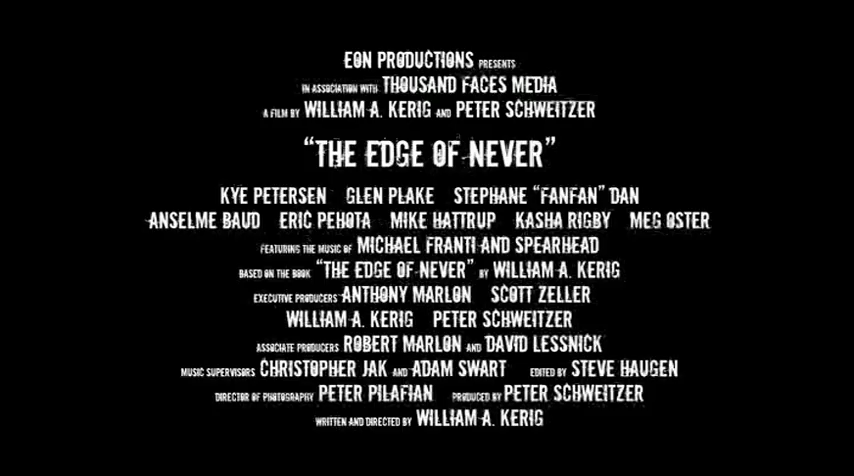 EON PRODUCTIONS PRESENTS
IN ASSOCIATION WITH THOUSAND FACES MEDIA
A FILM BY WILLIAM A. KERIG AND PETER SCHWEITZER
"THE EDGE OF NEVER"
KYE PETERSEN GLEN PLAKE STEPHANE "FANFAN" DAN
ANSELME BAUD ERIC PEHOTA MIKE HATTRUP KASHA RIGBY MEG OSTER
FEATURING THE MUSIC OF MICHAEL FRANTI AND SPEARHEAD
BASED ON THE BOOK "THE EDGE OF NEVER" BY WILLIAM A. KERIG
EXECUTIVE PRODUCERS ANTHONY MARLON SCOTT ZELLER
WILLIAM A. KERIG PETER SCHWEITZER
ASSOCIATE PRODUCERS ROBERT MARLON AND DAVID LESSNICK
MUSIC SUPERVISORS CHRISTOPHER JAK AND ADAM SWART EDITED BY STEVE HAUGEN
DIRECTOR OF PHOTOGRAPHY PETER PILAFIAN PRODUCED BY PETER SCHWEITZER
WRITTEN AND DIRECTED BY WILLIAM A. KERIG